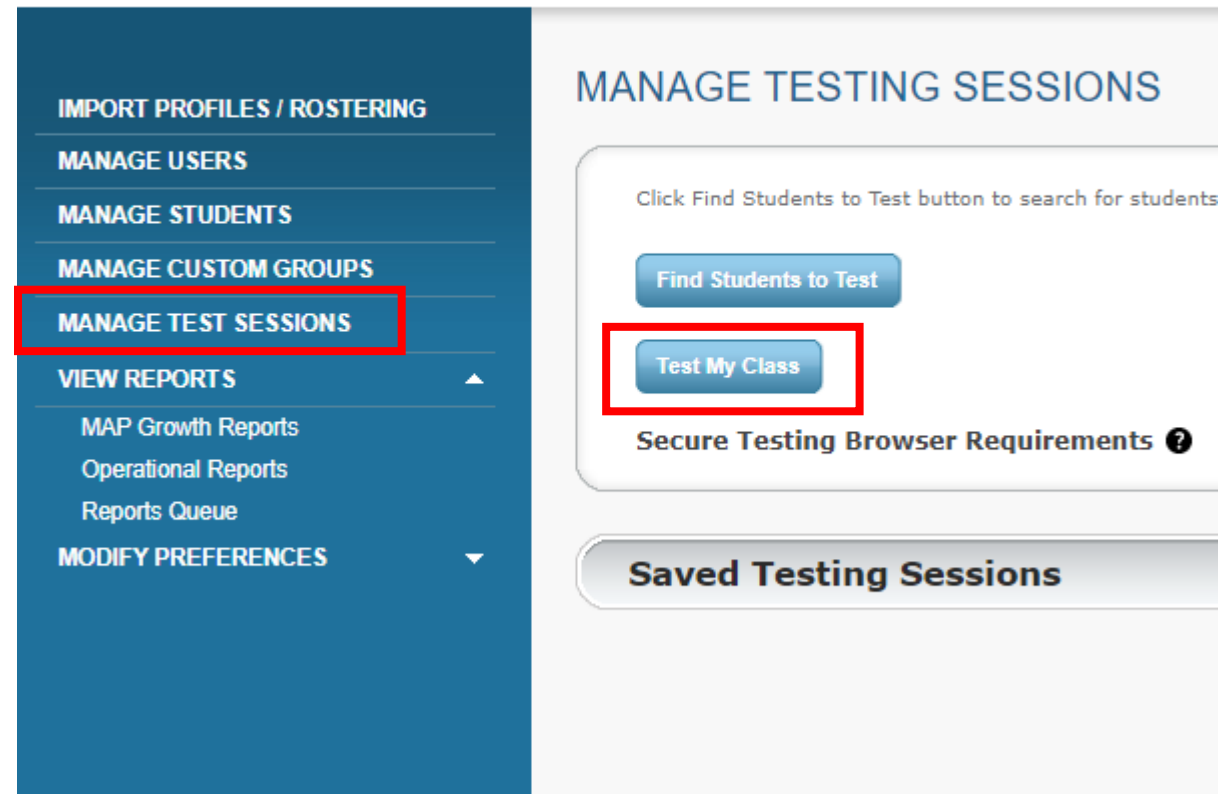 IMPORT PROFILES / ROSTERING
MANAGE USERS
MANAGE STUDENTS
MANAGE CUSTOM GROUPS
MANAGE TEST SESSIONS
VIEW REPORTS
MAP Growth Reports
Operational Reports
Reports Queue
MODIFY PREFERENCES
MANAGE TESTING SESSIONS
Click Find Students to Test button to search for students
Find Students to Test
Test My Class
Secure Testing Browser Requirements ?
Saved Testing Sessions